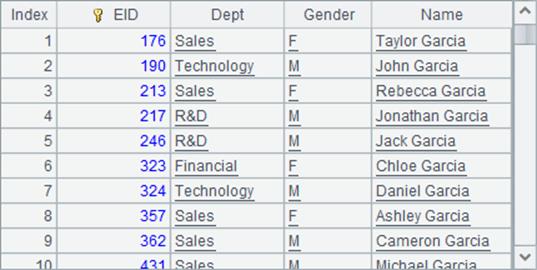 Index EID Dept Gender Name
1 176 Sales F Taylor Garcia
2 190 Technology M John Garcia
3 213 Sales F Rebecca Garcia
4 217 R&D M Jonathan Garcia
5 246 R&D M Jack Garcia
6 323 Financial F Chloe Garcia
7 324 Technology M Daniel Garcia
8 357 Sales F Ashley Garcia
9 362 Sales M Cameron Garcia
10 431 Sales M Michael Garcia